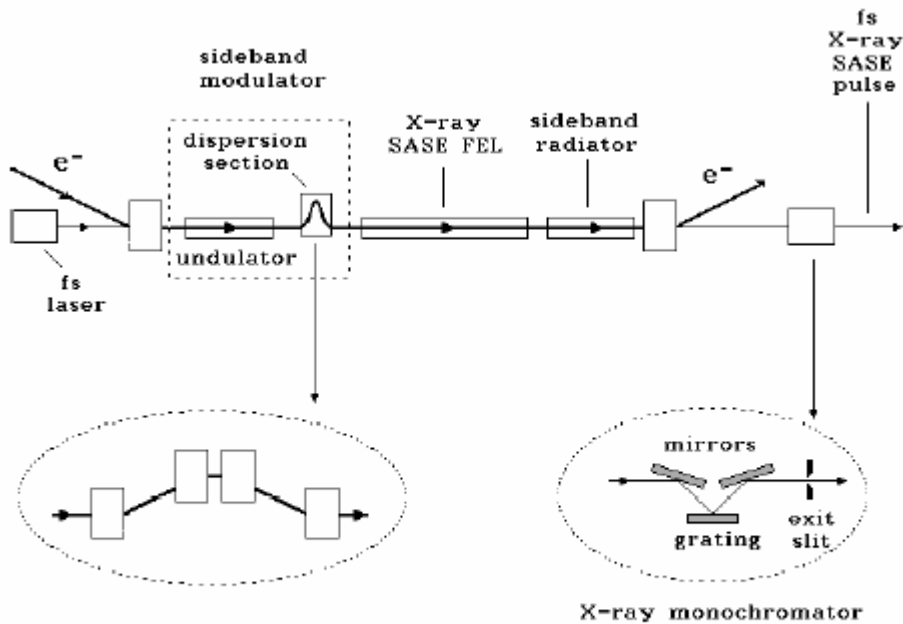 fs
X-ray
SASE
pulse
sideband
modulator
X-ray
SASE FEL
sideband
radiator
dispersion
section
e-
e-
undulator
fs
laser
mirrors
grating
exit
slit
X-ray monochromator